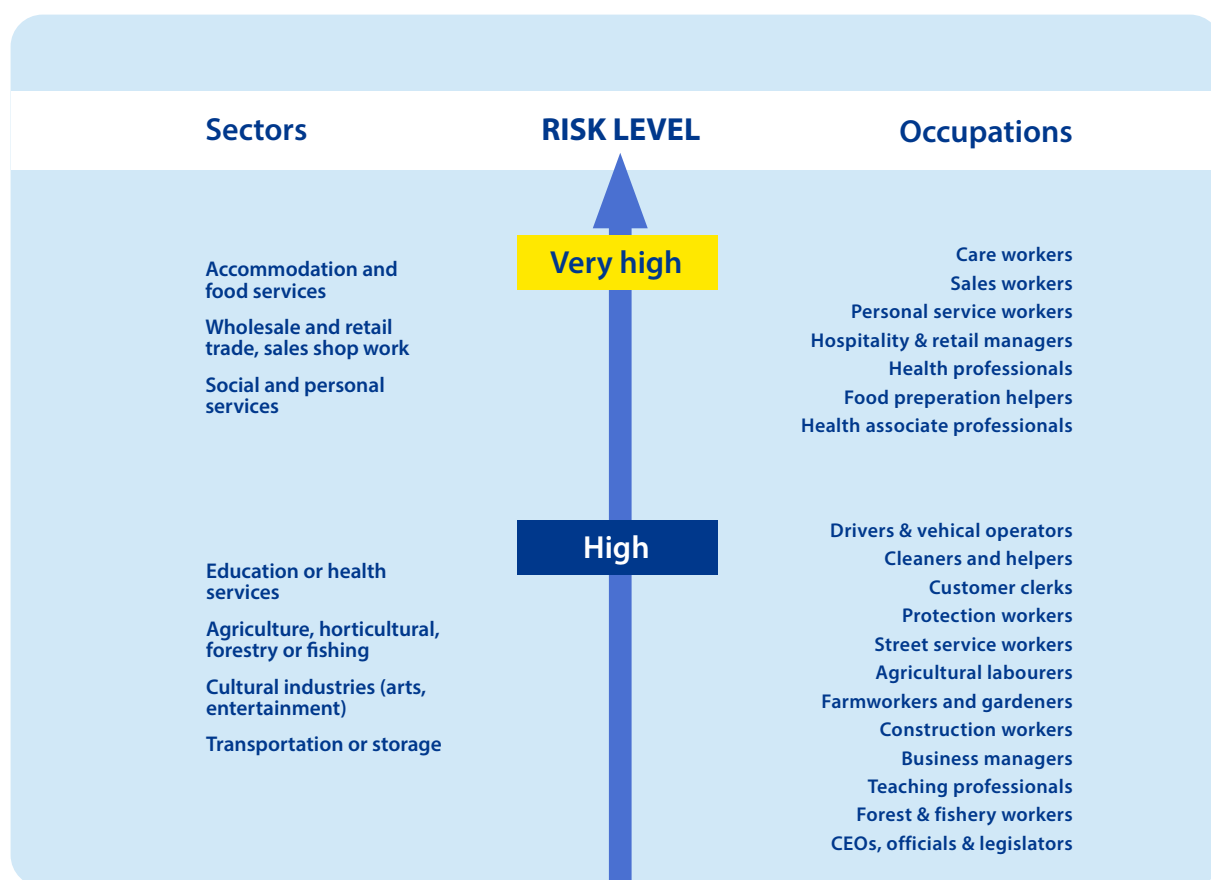 Sectors
RISK LEVEL
Occupations
Very high
Accommodation and
food services
Wholesale and retail
trade, sales shop work
Social and personal
services
Care workers
Sales workers
Personal service workers
Hospitality & retail managers
Health professionals
Food preperation helpers
Health associate professionals
High
Education or health
services
Agriculture, horticultural,
forestry or fishing
Cultural industries (arts,
entertainment)
Transportation or storage
Drivers & vehical operators
Cleaners and helpers
Customer clerks
Protection workers
Street service workers
Agricultural labourers
Farmworkers and gardeners
Construction workers
Business managers
Teaching professionals
Forest & fishery workers
CEOs, officials & legislators